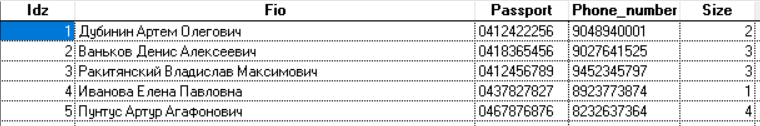 Idz Fio Passport Phone_number Size
1 Дубинин Артем Олегович 0412422256 9048940001 2
2 Ваньков Денис Алексеевич 0418365456 9027641525 3
3 Ракитянский Владислав Максимович 0412456789 9452345797 3
4 Иванова Елена Павловна 0437827827 8923773874 1
5 Пунтус Артур Агафонович 0467876876 8232637364 4